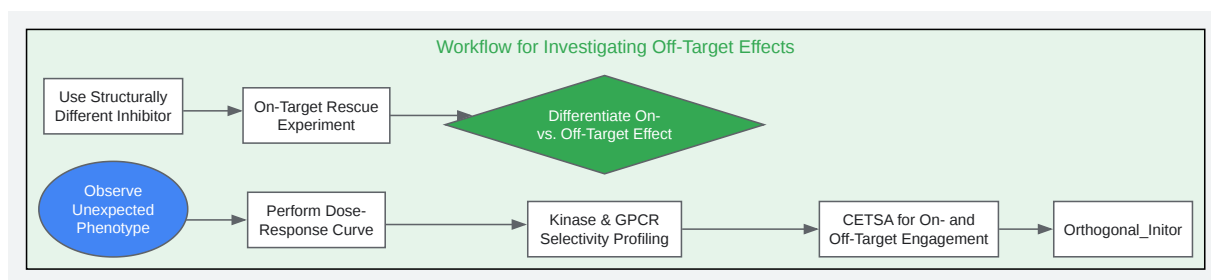 Workflow for Investigating Off-Target Effects
Use Structurally
Different Inhibitor
On-Target Rescue
Experiment
Differentiate On-
vs. Off-Target Effect
Observe
Unexpected
Phenotype
Perform Dose-
Response Curve
Kinase & GPCR
Selectivity Profiling
CETSA for On- and
Off-Target Engagement
Orthogonal_Initor